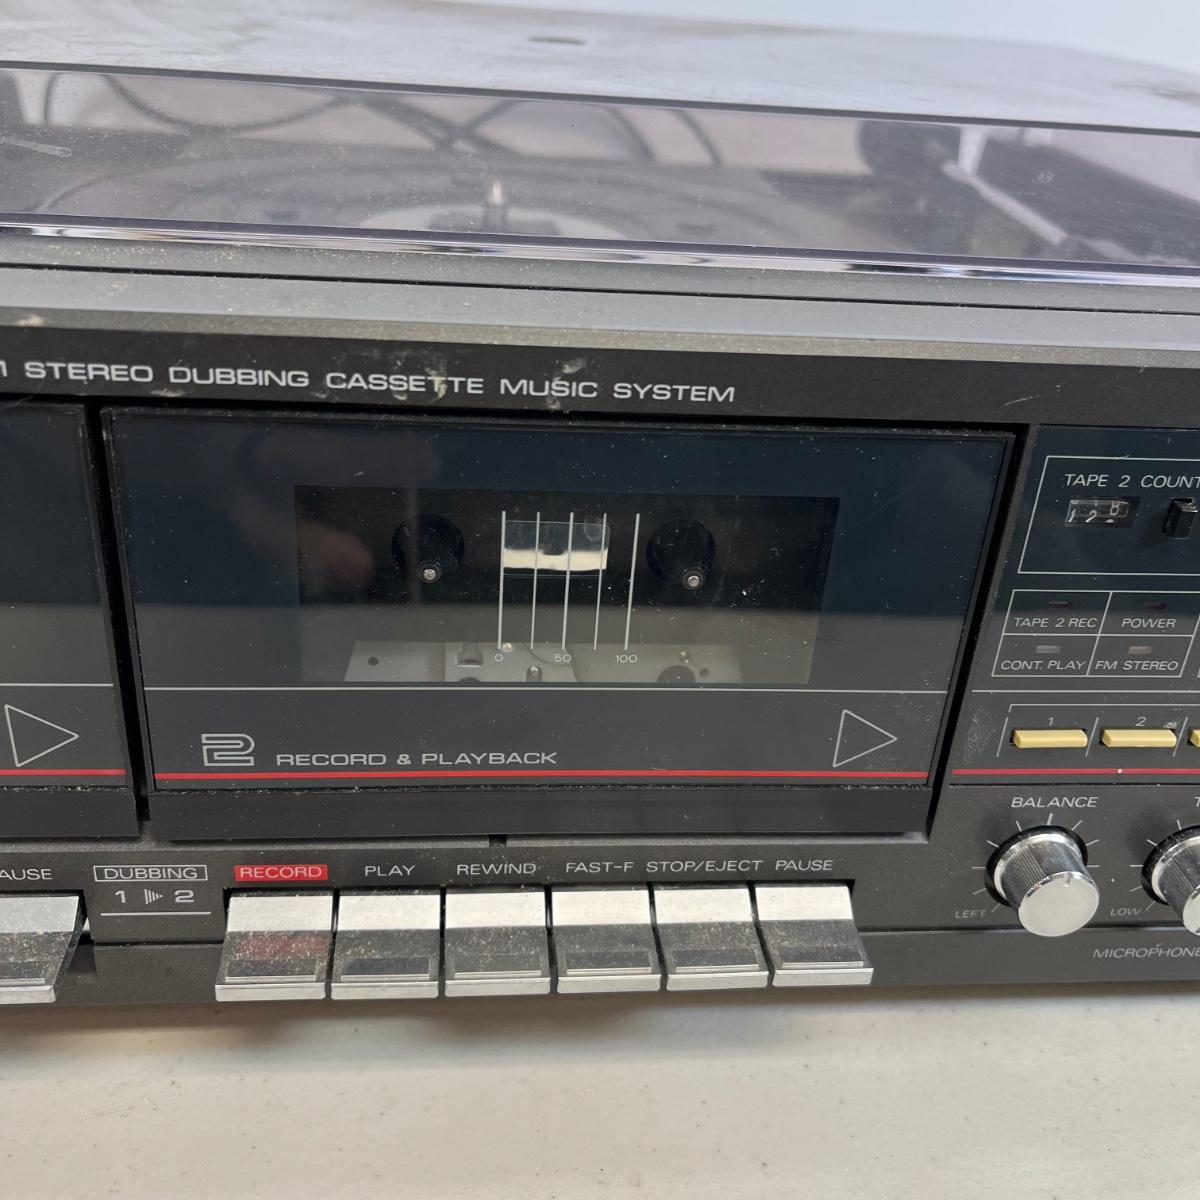 STEREO DUBBING CASSETTE MUSIC SYSTEM
TAPE 2 COUNT
TAPE 2 REC POWER
CONT. PLAY FM STEREO
0 50 100
1 2
2 RECORD & PLAYBACK
BALANCE
LEFT
LOW
MICROPHONE
AUSE
DUBBING
1 2
RECORD PLAY REWIND FAST-F STOP/EJECT PAUSE